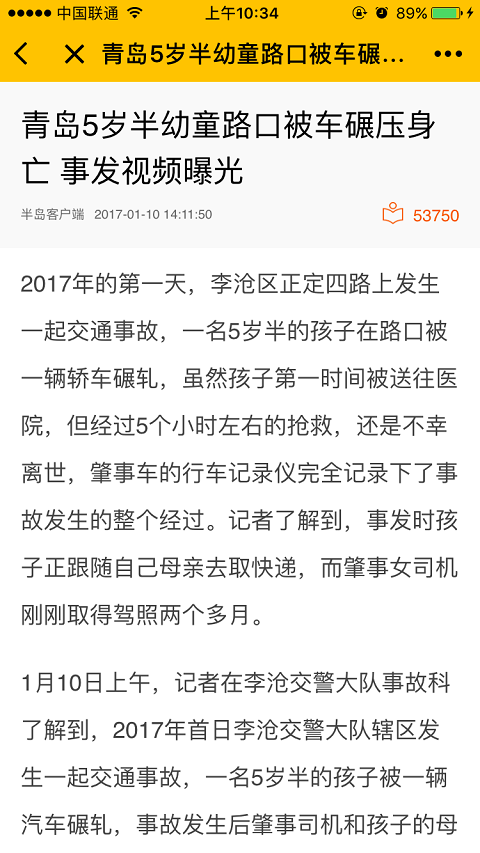 中国联通 上午10:34 89%
青岛5岁半幼童路口被车碾...
青岛5岁半幼童路口被车碾压身
亡 事发视频曝光
半岛客户端 2017-01-10 14:11:50 53750
2017年的第一天，李沧区正定四路上发生
一起交通事故，一名5岁半的孩子在路口被
一辆轿车碾轧，虽然孩子第一时间被送往医
院，但经过5个小时左右的抢救，还是不幸
离世，肇事车的行车记录仪完全记录下了事
故发生的整个经过。记者了解到，事发时孩
子正跟随自己母亲去取快递，而肇事女司机
刚刚取得驾照两个多月。
1月10日上午，记者在李沧交警大队事故科
了解到，2017年首日李沧交警大队辖区发
生一起交通事故，一名5岁半的孩子被一辆
汽车碾轧，事故发生后肇事司机和孩子的母